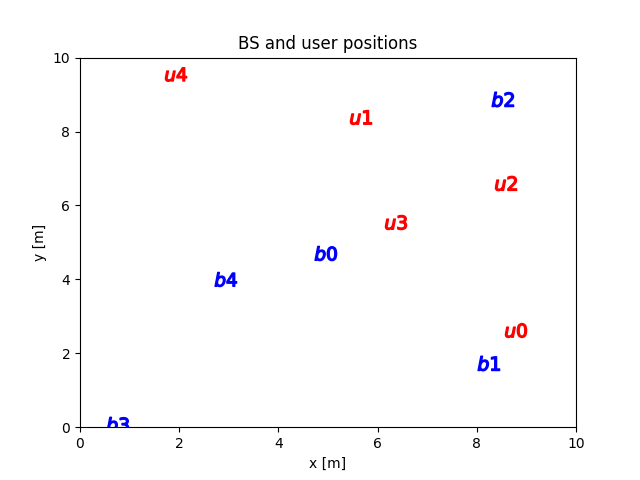 BS and user positions
10
u4
b2
u1
8
u2
6
u3
b0
y [m]
4
b4
u0
2
b1
b3
0
0 2 4 6 8 10
x [m]